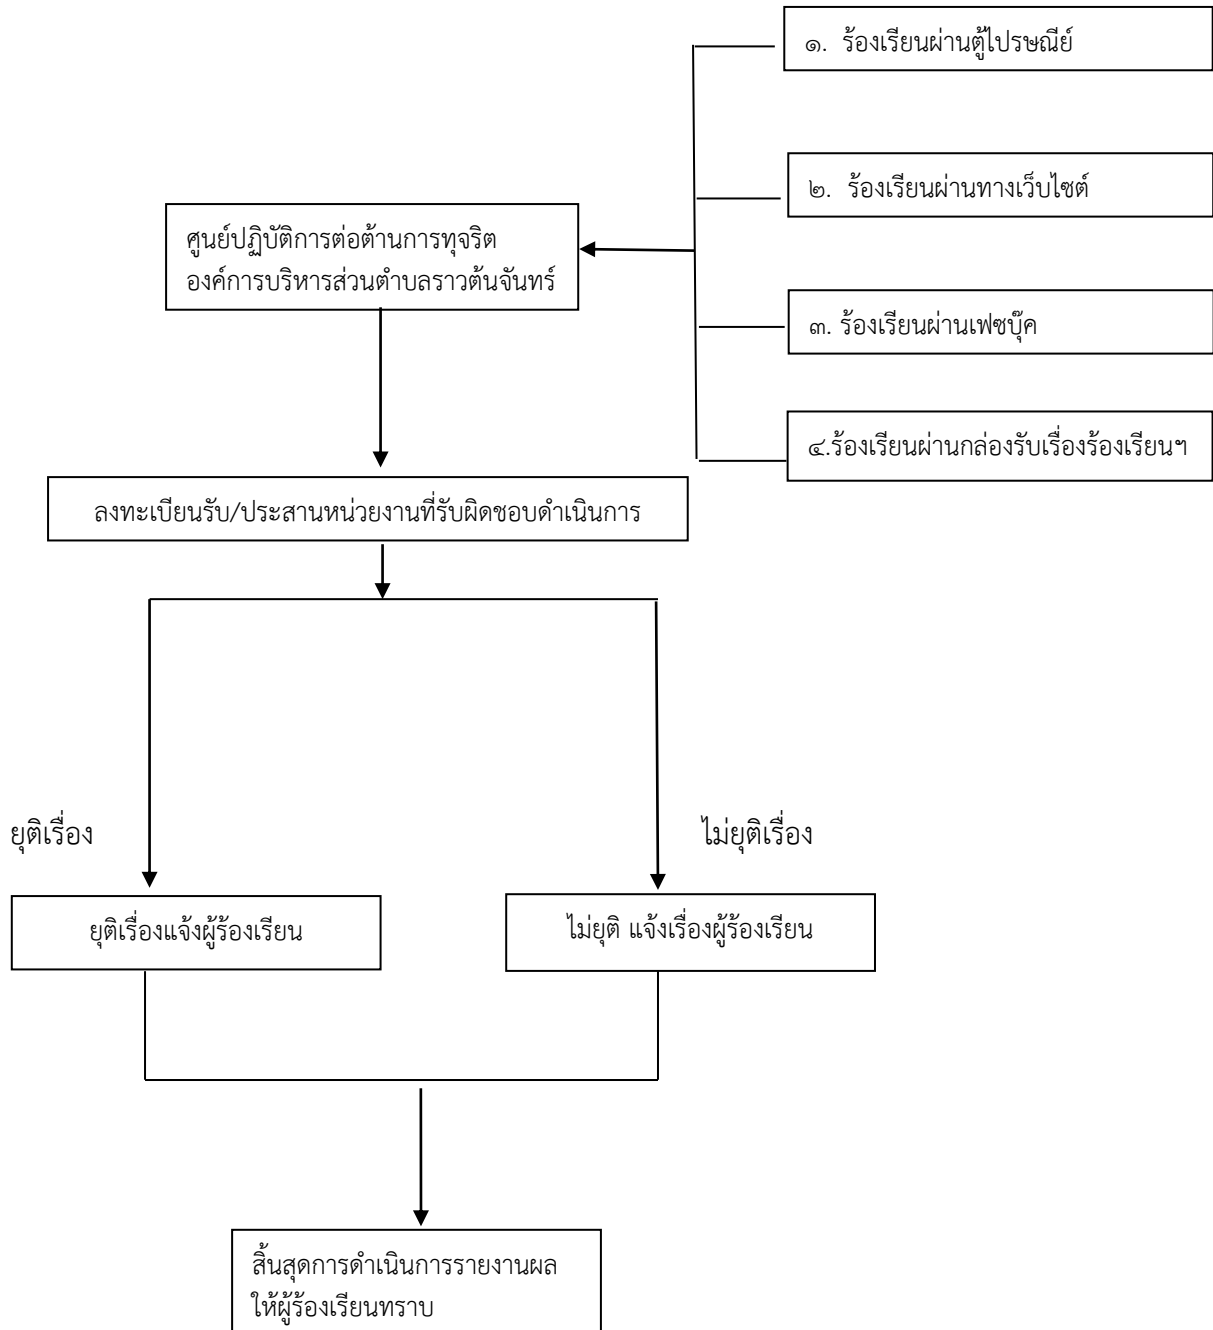 ๑. ร้องเรียนผ่านตู้ไปรษณีย์
๒. ร้องเรียนผ่านทางเว็บไซต์
ศูนย์ปฏิบัติการต่อต้านการทุจริต
องค์การบริหารส่วนตำบลราวต้นจันทร์
๓. ร้องเรียนผ่านเฟซบุ๊ค
๔.ร้องเรียนผ่านกล่องรับเรื่องร้องเรียนฯ
ลงทะเบียนรับ/ประสานหน่วยงานที่รับผิดชอบดำเนินการ
ยุติเรื่อง
ไม่ยุติเรื่อง
ยุติเรื่องแจ้งผู้ร้องเรียน
ไม่ยุติ แจ้งเรื่องผู้ร้องเรียน
สิ้นสุดการดำเนินการรายงานผล
ให้ผู้ร้องเรียนทราบ